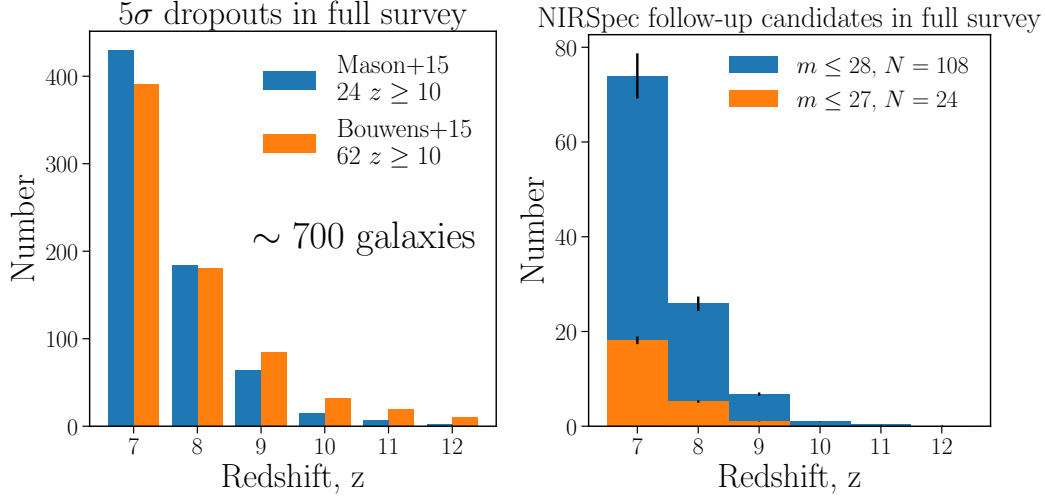 5σ dropouts in full survey
Mason+15
24 z ≥ 10
Bouwens+15
62 z ≥ 10
∼ 700 galaxies
Number
400
300
200
100
0
7 8 9 10 11 12
Redshift, z
NIRSpec follow-up candidates in full survey
m ≤ 28, N = 108
m ≤ 27, N = 24
Number
80
60
40
20
0
7 8 9 10 11 12
Redshift, z